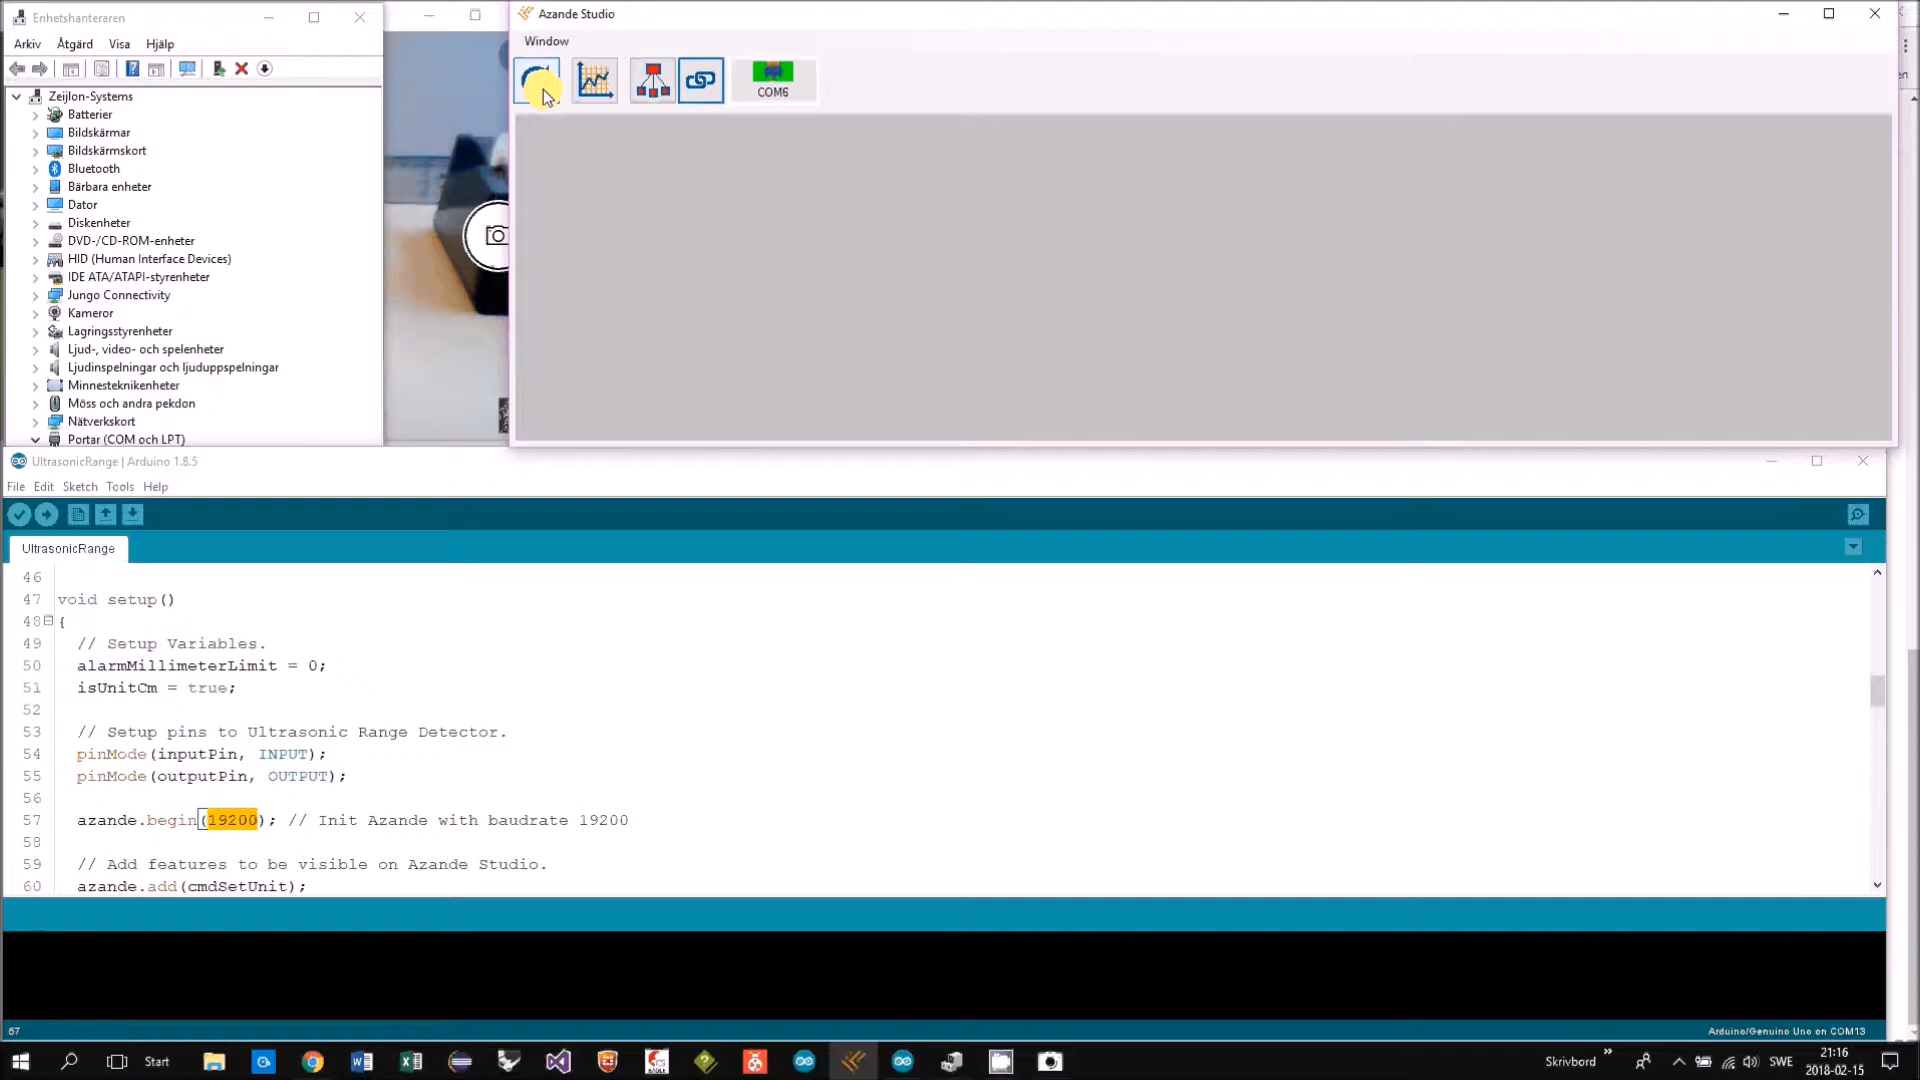 Enhetshanteraren
Arkiv Åtgärd Visa Hjälp
Zeijlon-Systems
Batterier
Bildskärmar
Bildskärmskort
Bluetooth
Bärbara enheter
Dator
Diskenheter
DVD-/CD-ROM-enheter
HID (Human Interface Devices)
IDE ATA/ATAPI-styrenheter
Jungo Connectivity
Kameror
Lagringsstyrenheter
Ljud-, video- och spelenheter
Ljudinspelningar och ljuduppspelningar
Minnesteknikenheter
Möss och andra pekdon
Nätverkskort
Portar (COM och LPT)
Azande Studio
Window
COM6
UltrasonicRange | Arduino 1.8.5
File Edit Sketch Tools Help
UltrasonicRange
46
47 void setup()
48 {
49 // Setup Variables.
50 alarmMillimeterLimit = 0;
51 isUnitCm = true;
52
53 // Setup pins to Ultrasonic Range Detector.
54 pinMode(inputPin, INPUT);
55 pinMode(outputPin, OUTPUT);
56
57 azande.begin(19200); // Init Azande with baudrate 19200
58
59 // Add features to be visible on Azande Studio.
60 azande.add(cmdSetUnit);
57
Arduino/Genuino Uno on COM13
Start
Skrivbord
SWE
21:16
2018-02-15